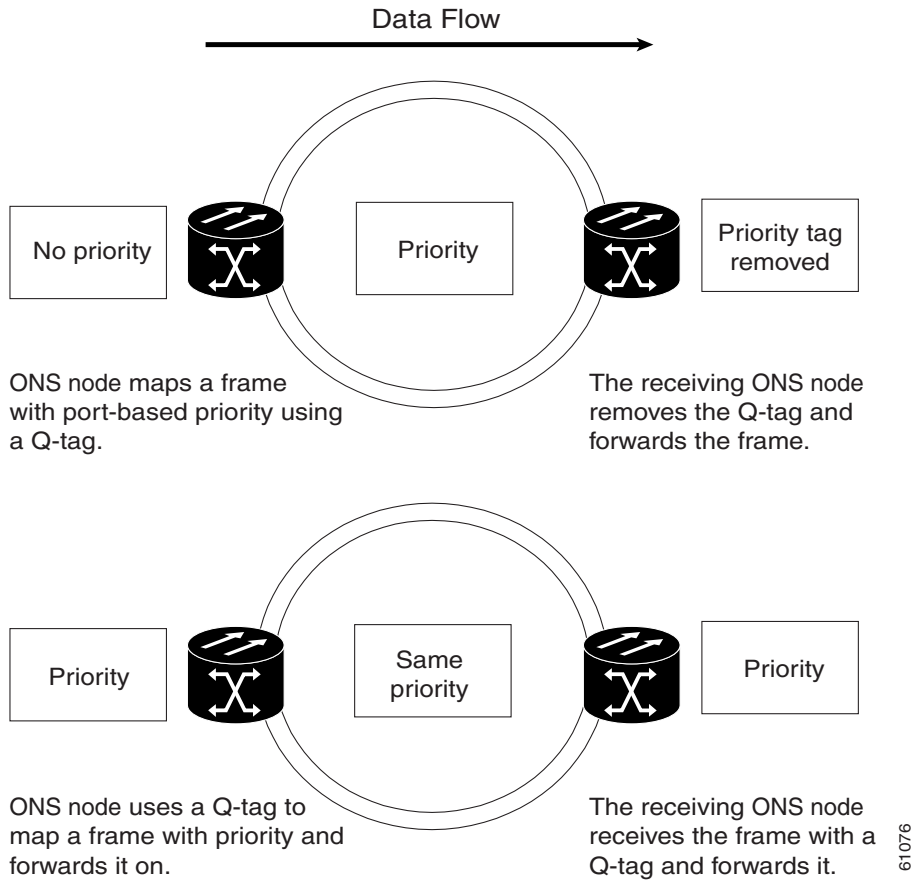 Data Flow
No priority
Priority
Priority tag
removed
ONS node maps a frame
with port-based priority using
a Q-tag.
The receiving ONS node
removes the Q-tag and
forwards the frame.
Priority
Same
priority
Priority
ONS node uses a Q-tag to
map a frame with priority and
forwards it on.
The receiving ONS node
receives the frame with a
Q-tag and forwards it.
61076